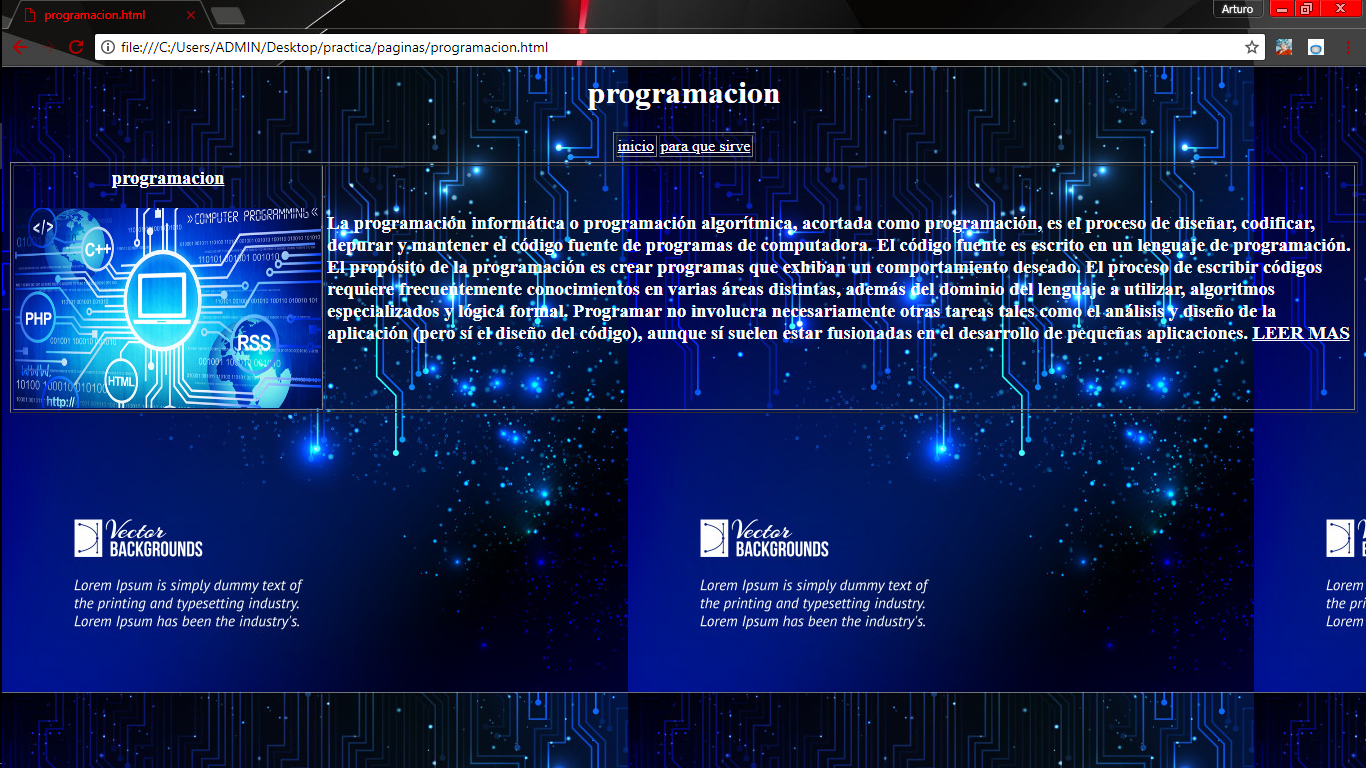 programacion.html
Arturo
file:///C:/Users/ADMIN/Desktop/practica/paginas/programacion.html
programacion
inicio para que sirve
programacion
»COMPUTER PROGRAMMING«
</>
C++
PHP
RSS
HTML
http://
La programación informática o programación algorítmica, acortada como programación, es el proceso de diseñar, codificar,
depurar y mantener el código fuente de programas de computadora. El código fuente es escrito en un lenguaje de programación.
El propósito de la programación es crear programas que exhiban un comportamiento deseado. El proceso de escribir códigos
requiere frecuentemente conocimientos en varias áreas distintas, además del dominio del lenguaje a utilizar, algoritmos
especializados y lógica formal. Programar no involucra necesariamente otras tareas tales como el análisis y diseño de la
aplicación (pero sí el diseño del código), aunque sí suelen estar fusionadas en el desarrollo de pequeñas aplicaciones. LEER MAS
Vector
BACKGROUNDS
Lorem Ipsum is simply dummy text of
the printing and typesetting industry.
Lorem Ipsum has been the industry's.
Vector
BACKGROUNDS
Lorem Ipsum is simply dummy text of
the printing and typesetting industry.
Lorem Ipsum has been the industry's.
Lorem
the pri
Lorem